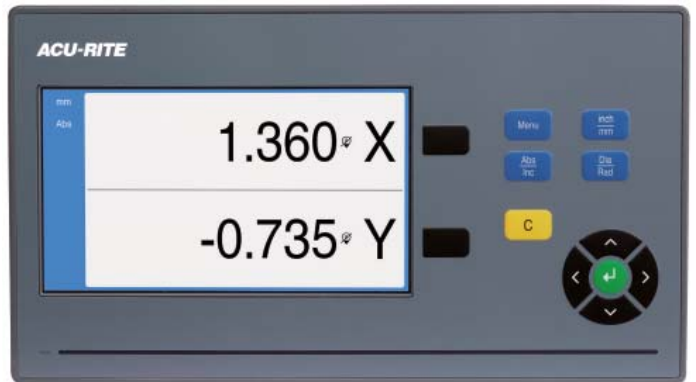 ACU-RITE
mm
Abs
1.360 X
-0.735 Y
Menu
inch
mm
Abs
Inc
Dia
Rad
C